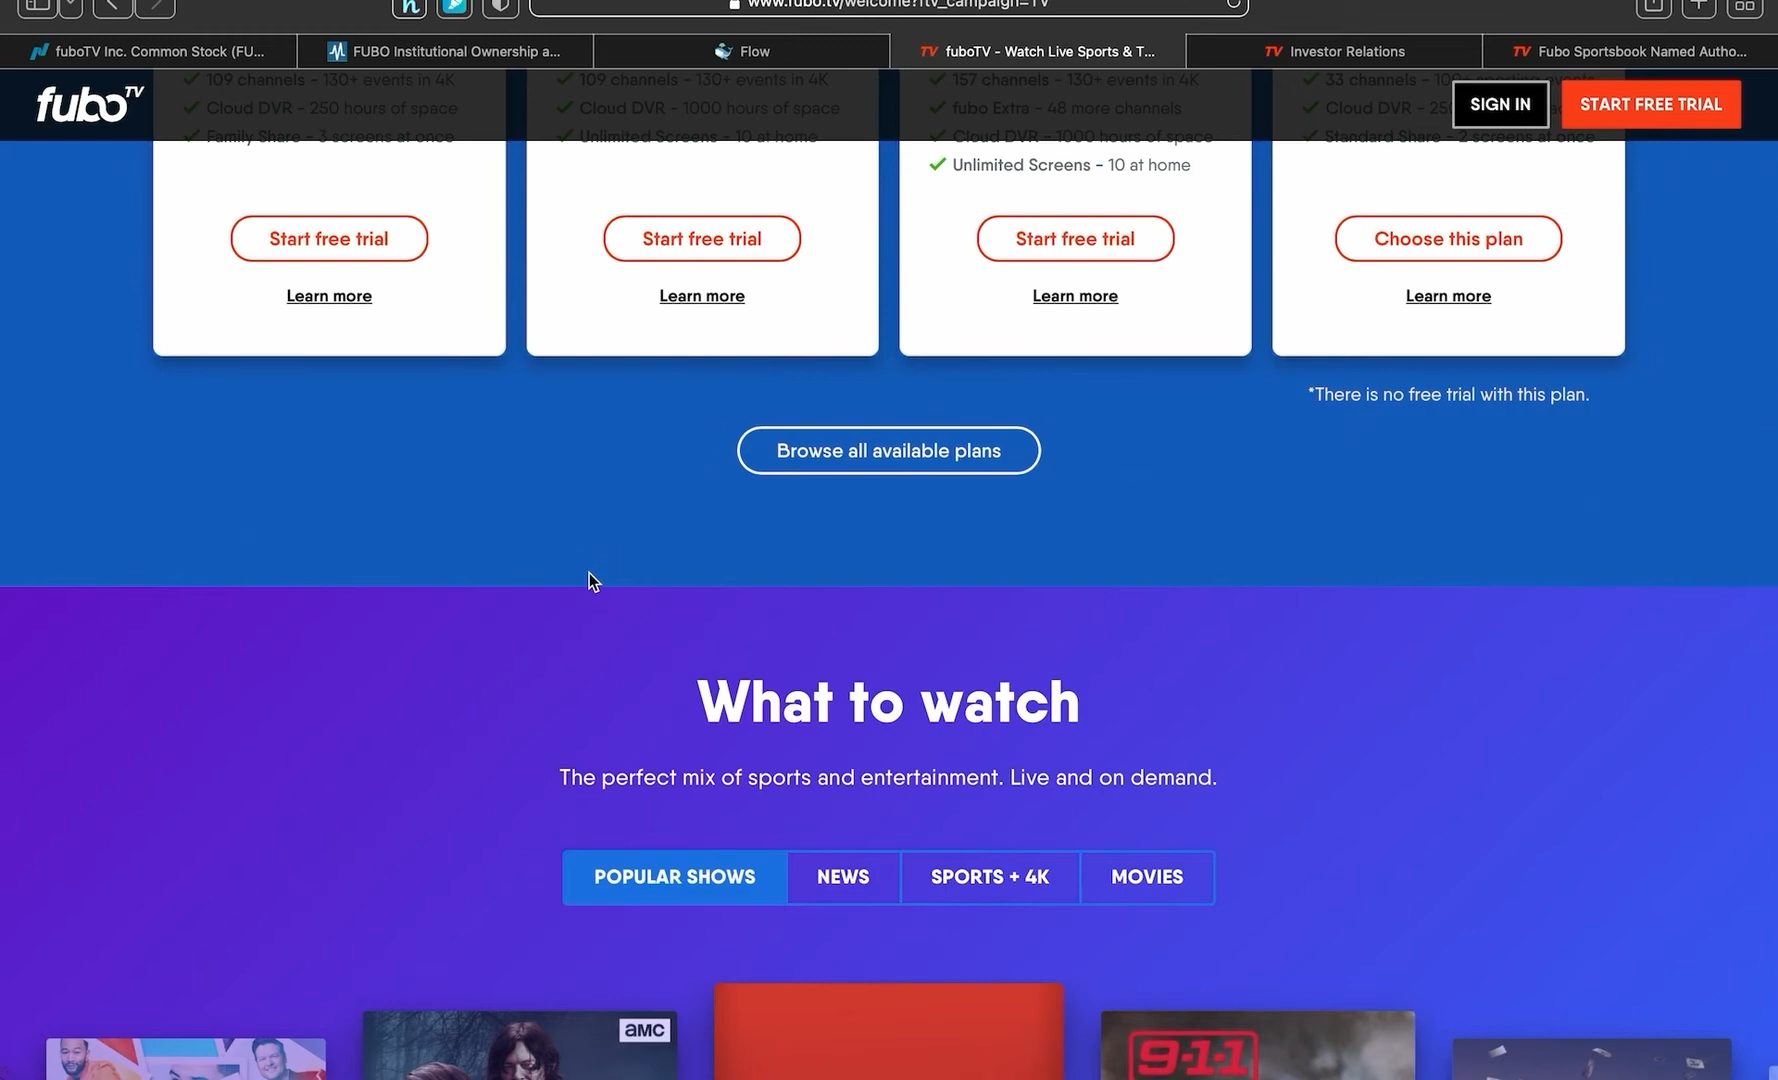 www.fubo.tv/welcome?ftv_campaign=TV
fuboTV Inc. Common Stock (FU...
FUBO Institutional Ownership a...
Flow
fuboTV - Watch Live Sports & T...
Investor Relations
Fubo Sportsbook Named Autho...
fuboTV
SIGN IN
START FREE TRIAL
109 channels - 130+ events in 4K
Cloud DVR - 250 hours of space
Family Share - 3 screens at once
Start free trial
Learn more
109 channels - 130+ events in 4K
Cloud DVR - 1000 hours of space
Unlimited Screens - 10 at home
Start free trial
Learn more
157 channels - 130+ events in 4K
fubo Extra - 48 more channels
Cloud DVR - 1000 hours of space
Unlimited Screens - 10 at home
Start free trial
Learn more
33 channels - 100+ sporting events
Cloud DVR - 250
Standard Share - 2 screens at once
Choose this plan
Learn more
*There is no free trial with this plan.
Browse all available plans
What to watch
The perfect mix of sports and entertainment. Live and on demand.
POPULAR SHOWS
NEWS
SPORTS + 4K
MOVIES
aMC
9-1-1